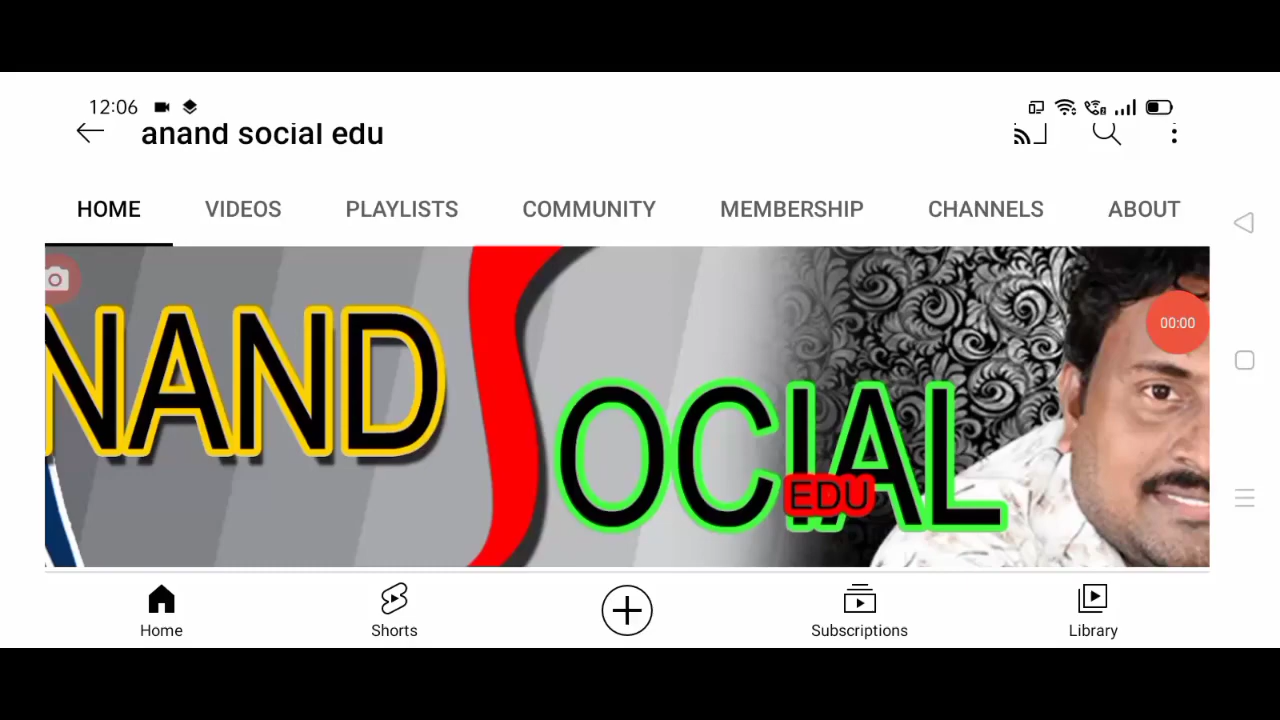 12:06
anand social edu
HOME VIDEOS PLAYLISTS COMMUNITY MEMBERSHIP CHANNELS ABOUT
00:00
NAND SOCIAL
EDU
Home Shorts Subscriptions Library